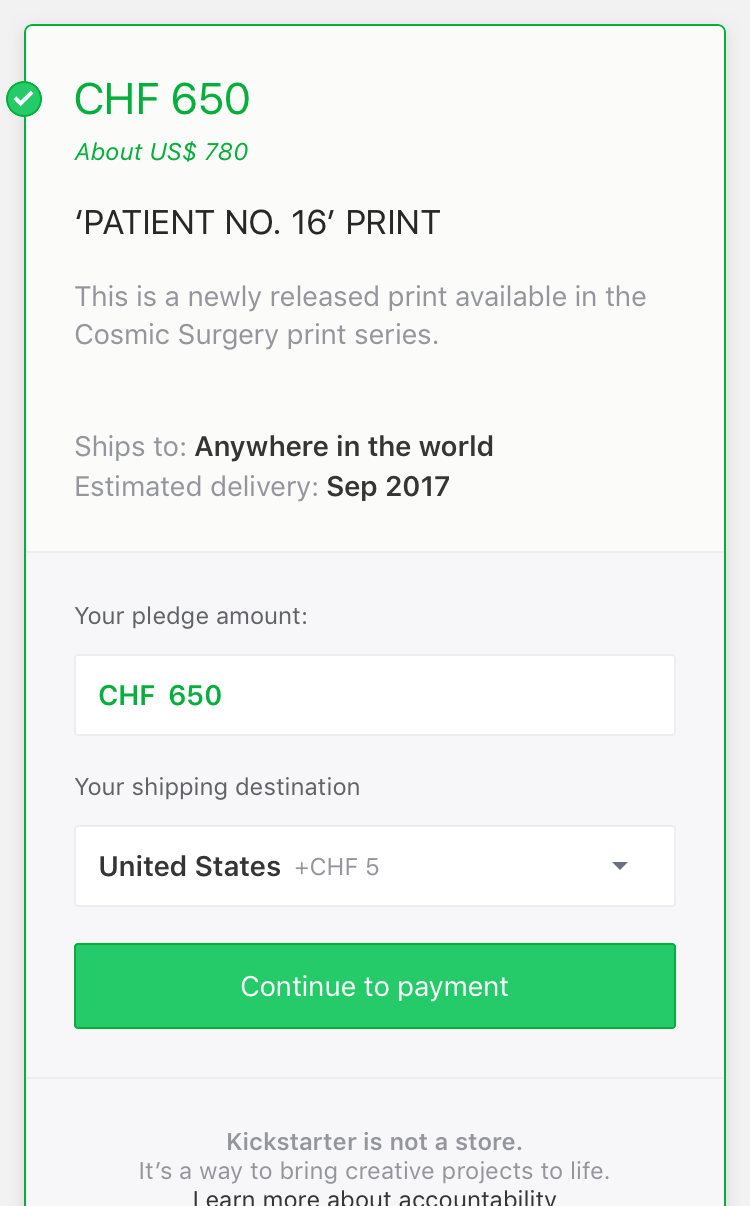 CHF 650
About US$ 780
‘PATIENT NO. 16’ PRINT
This is a newly released print available in the
Cosmic Surgery print series.
Ships to: Anywhere in the world
Estimated delivery: Sep 2017
Your pledge amount:
CHF 650
Your shipping destination
United States +CHF 5
Continue to payment
Kickstarter is not a store.
It’s a way to bring creative projects to life.
Learn more about accountability